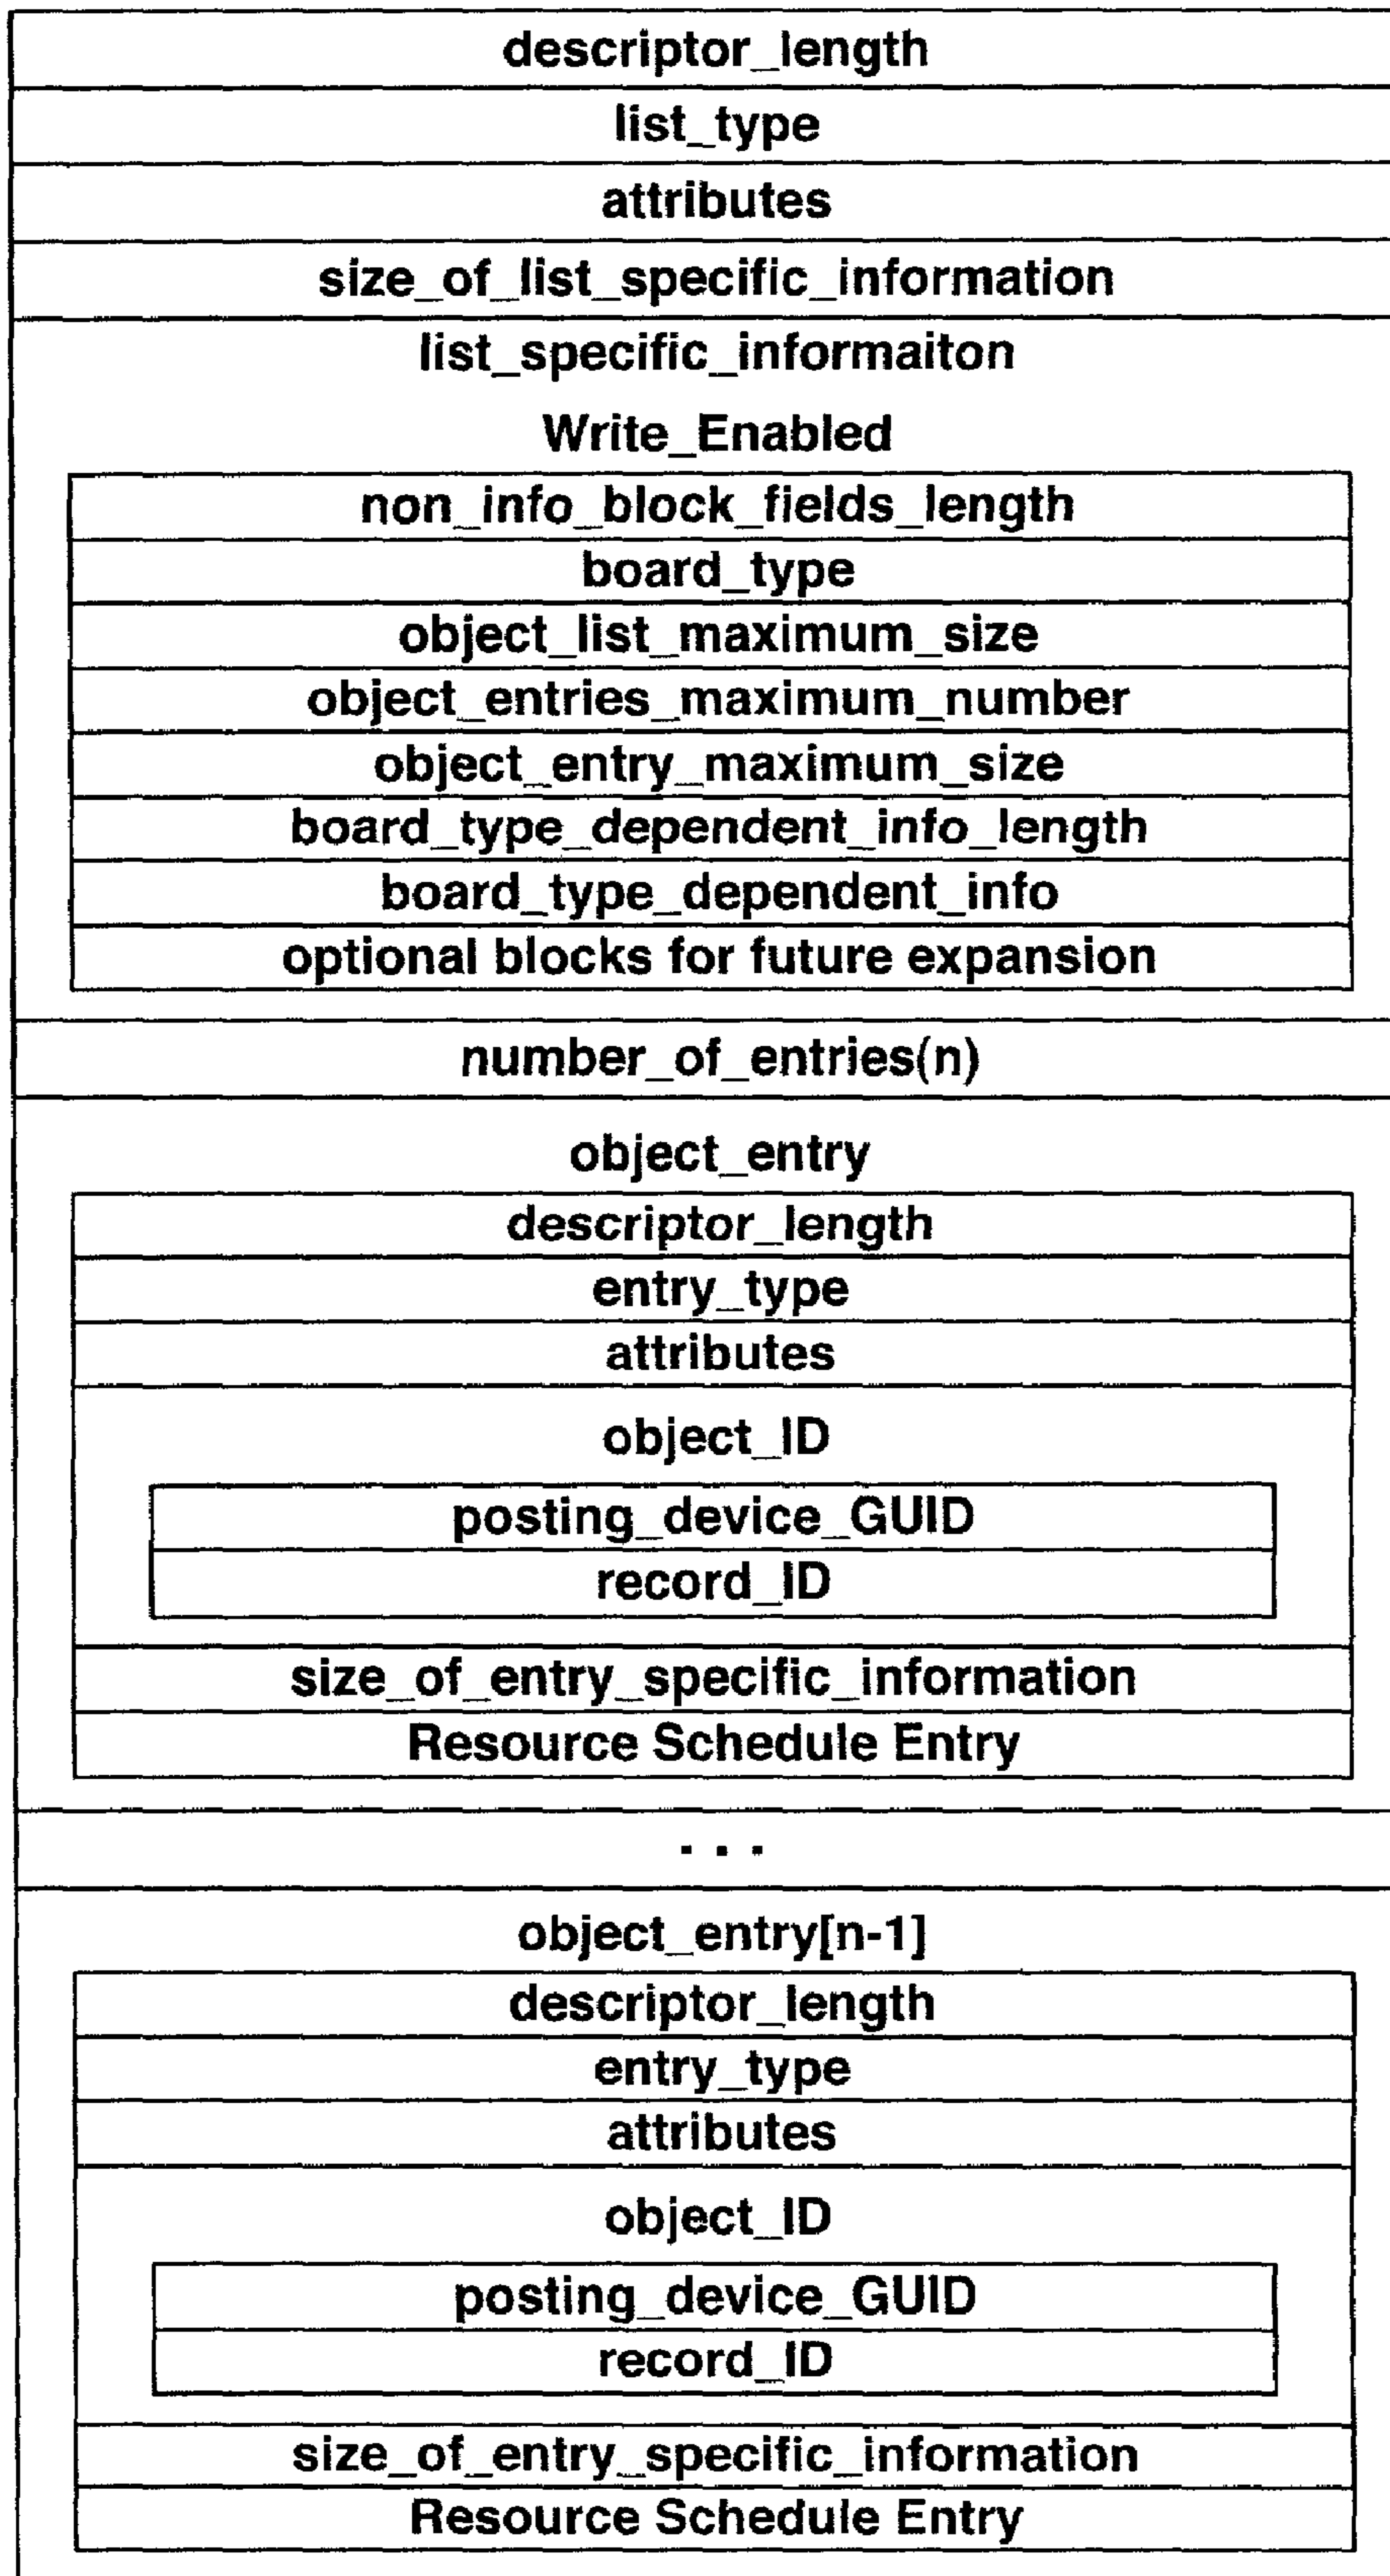 descriptor_length
list_type
attributes
size_of_list_specific_information
list_specific_informaiton
Write_Enabled
non_info_block_fields_length
board_type
object_list_maximum_size
object_entries_maximum_number
object_entry_maximum_size
board_type_dependent_info_length
board_type_dependent_info
optional blocks for future expansion
number_of_entries(n)
object_entry
descriptor_length
entry_type
attributes
object_ID
posting_device_GUID
record_ID
size_of_entry_specific_information
Resource Schedule Entry
. . .
object_entry[n-1]
descriptor_length
entry_type
attributes
object_ID
posting_device_GUID
record_ID
size_of_entry_specific_information
Resource Schedule Entry